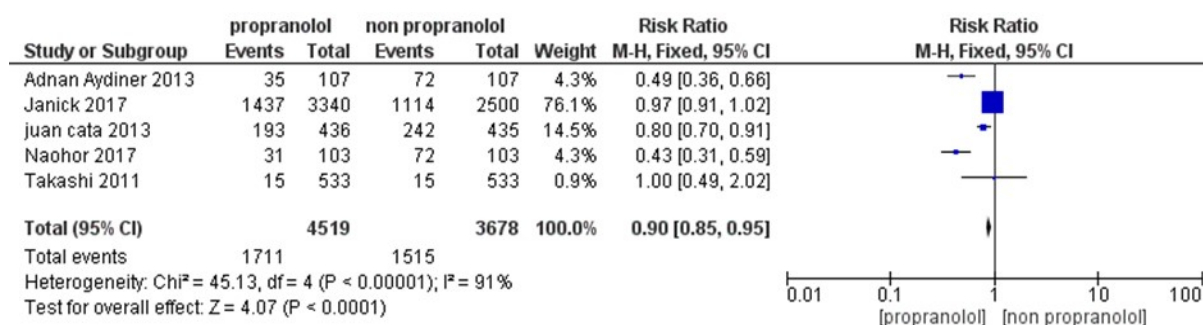 propranolol non propranolol Risk Ratio Risk Ratio
Study or Subgroup Events Total Events Total Weight M-H, Fixed, 95% CI M-H, Fixed, 95% CI
Adnan Aydiner 2013 35 107 72 107 4.3% 0.49 [0.36, 0.66]
Janick 2017 1437 3340 1114 2500 76.1% 0.97 [0.91, 1.02]
juan cata 2013 193 436 242 435 14.5% 0.80 [0.70, 0.91]
Naohor 2017 31 103 72 103 4.3% 0.43 [0.31, 0.59]
Takashi 2011 15 533 15 533 0.9% 1.00 [0.49, 2.02]
Total (95% CI) 4519 3678 100.0% 0.90 [0.85, 0.95]
Total events 1711 1515
Heterogeneity: Chi² = 45.13, df = 4 (P < 0.00001); I² = 91%
Test for overall effect: Z = 4.07 (P < 0.0001)
0.01 0.1 1 10 100
[propranolol] [non propranolol]